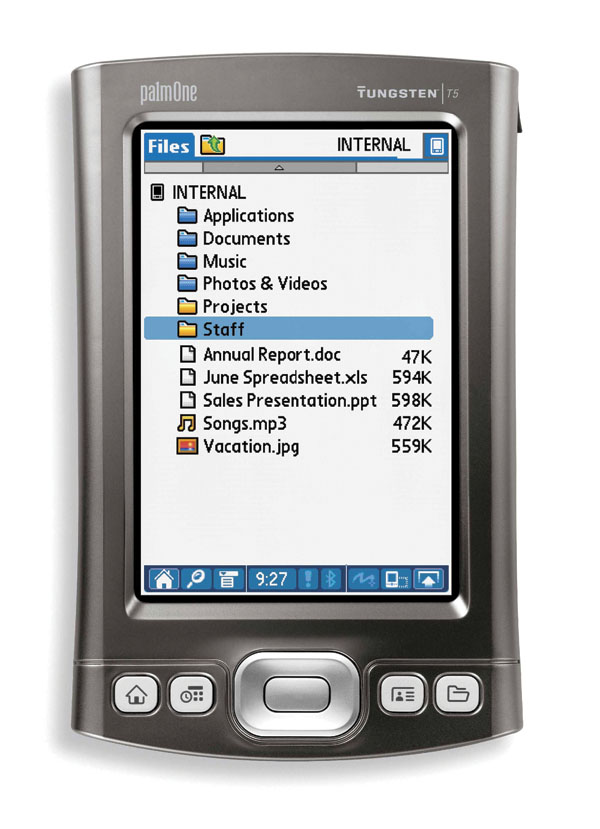 palmOne
TUNGSTEN | T5
Files INTERNAL
INTERNAL
Applications
Documents
Music
Photos & Videos
Projects
Staff
Annual Report.doc 47K
June Spreadsheet.xls 594K
Sales Presentation.ppt 598K
Songs.mp3 472K
Vacation.jpg 559K
9:27